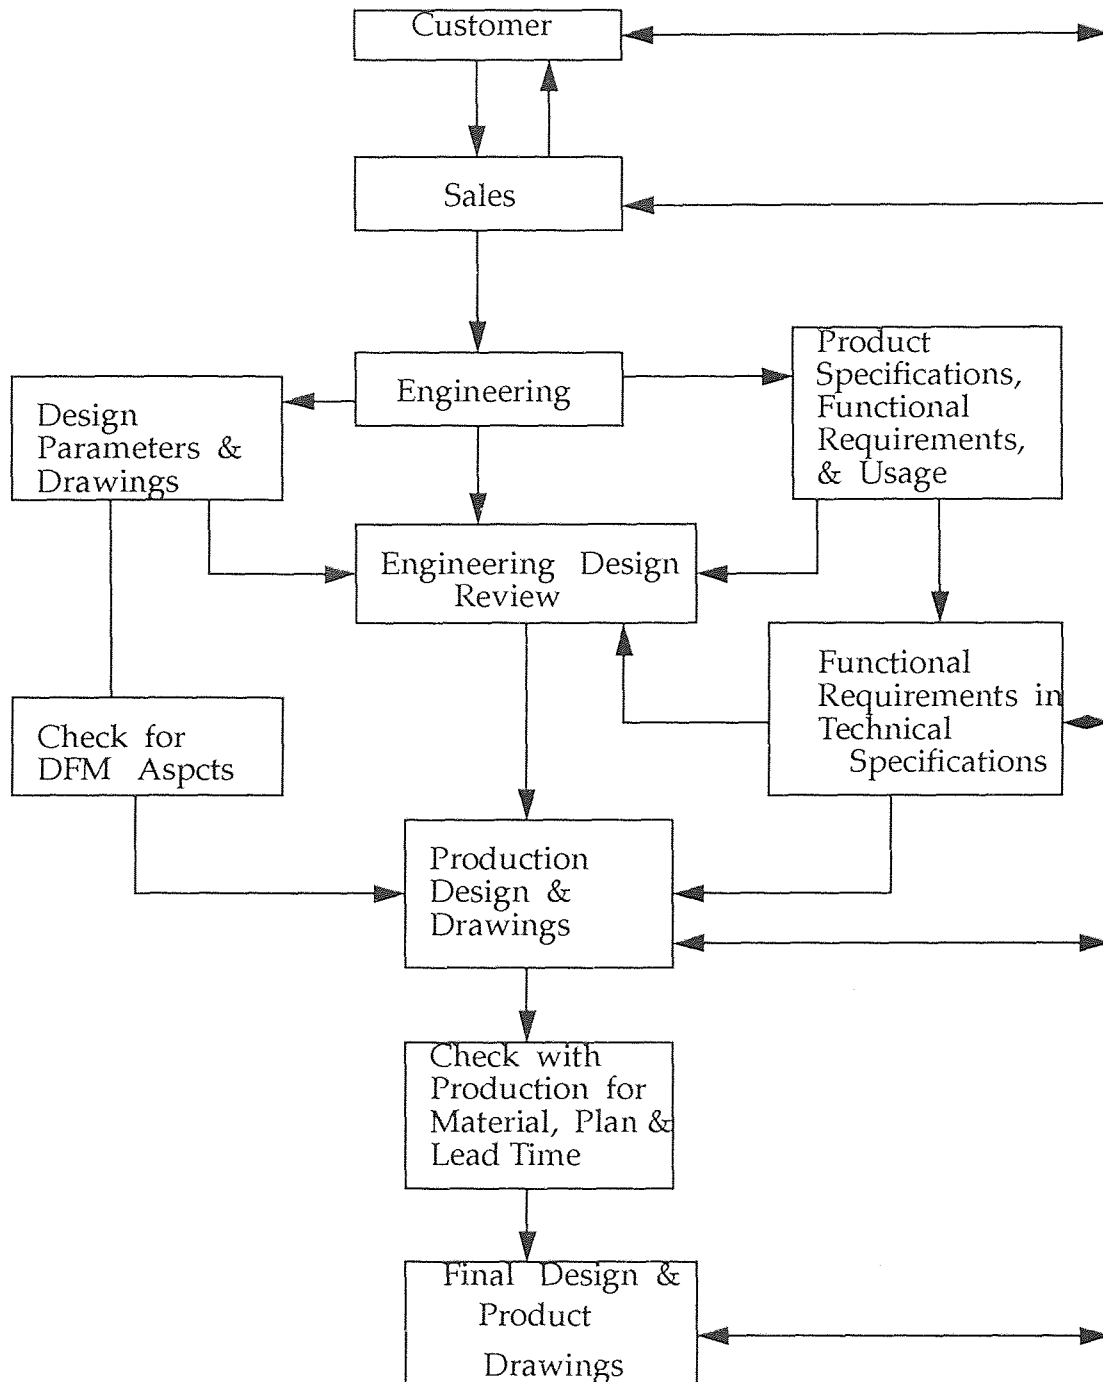 Customer
Sales
Engineering
Product
Specifications,
Functional
Requirements,
& Usage
Design
Parameters &
Drawings
Engineering Design
Review
Functional
Requirements in
Technical
Specifications
Check for
DFM Aspcts
Production
Design &
Drawings
Check with
Production for
Material, Plan &
Lead Time
Final Design &
Product
Drawings